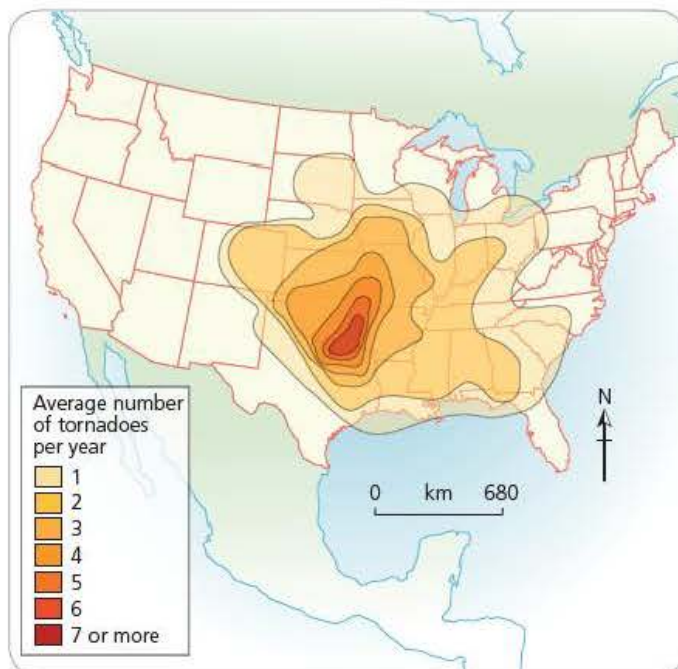 N
0 km 680
Average number
of tornadoes
per year
1
2
3
4
5
6
7 or more